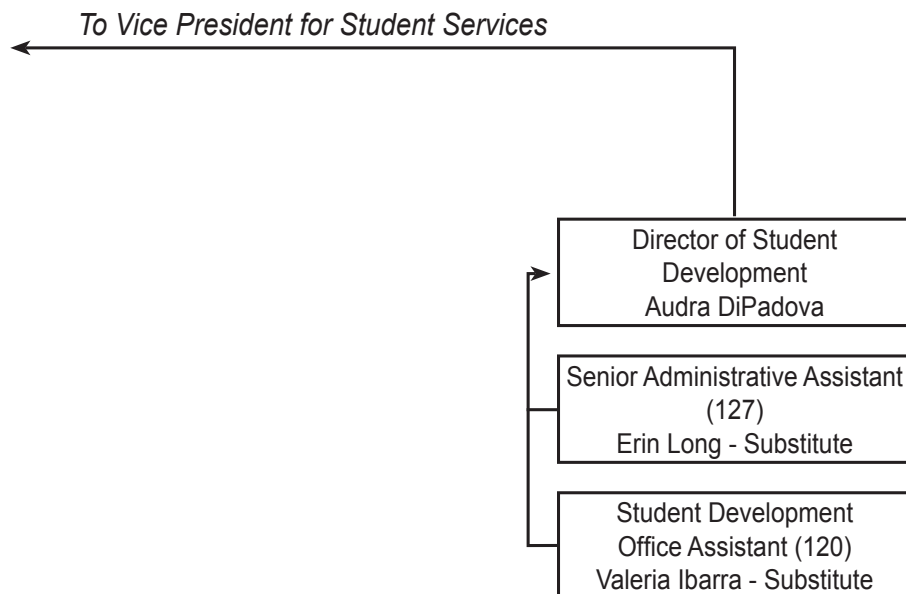 To Vice President for Student Services
Director of Student
Development
Audra DiPadova
Senior Administrative Assistant
(127)
Erin Long - Substitute
Student Development
Office Assistant (120)
Valeria Ibarra - Substitute